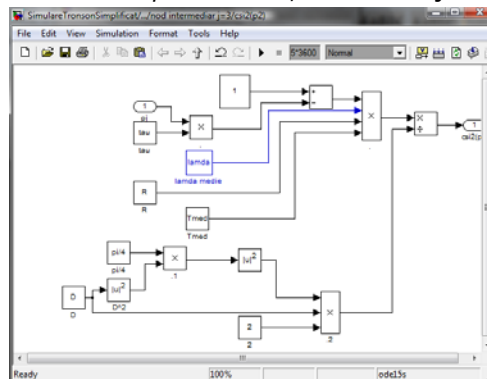 SimulareTronsonSimplificat/.../nod intermediar j=3/csi2(p2)
File Edit View Simulation Format Tools Help
5*3600 Normal
1
1
pi
tau
tau
lamda
lamda medie
R
R
Tmed
Tmed
1
pi/4
pi/4
.1
|u|²
|u|²
D^2
D
D
2
2
.2
Ready 100% ode15s